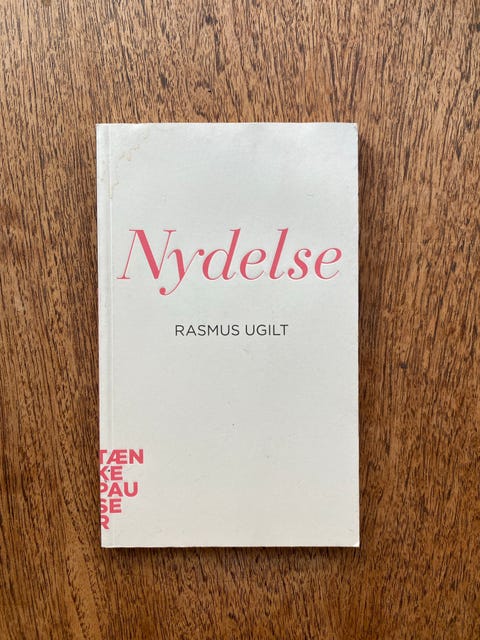 Nydelse
RASMUS UGILT
TÆN
KE
PAU
SE
R